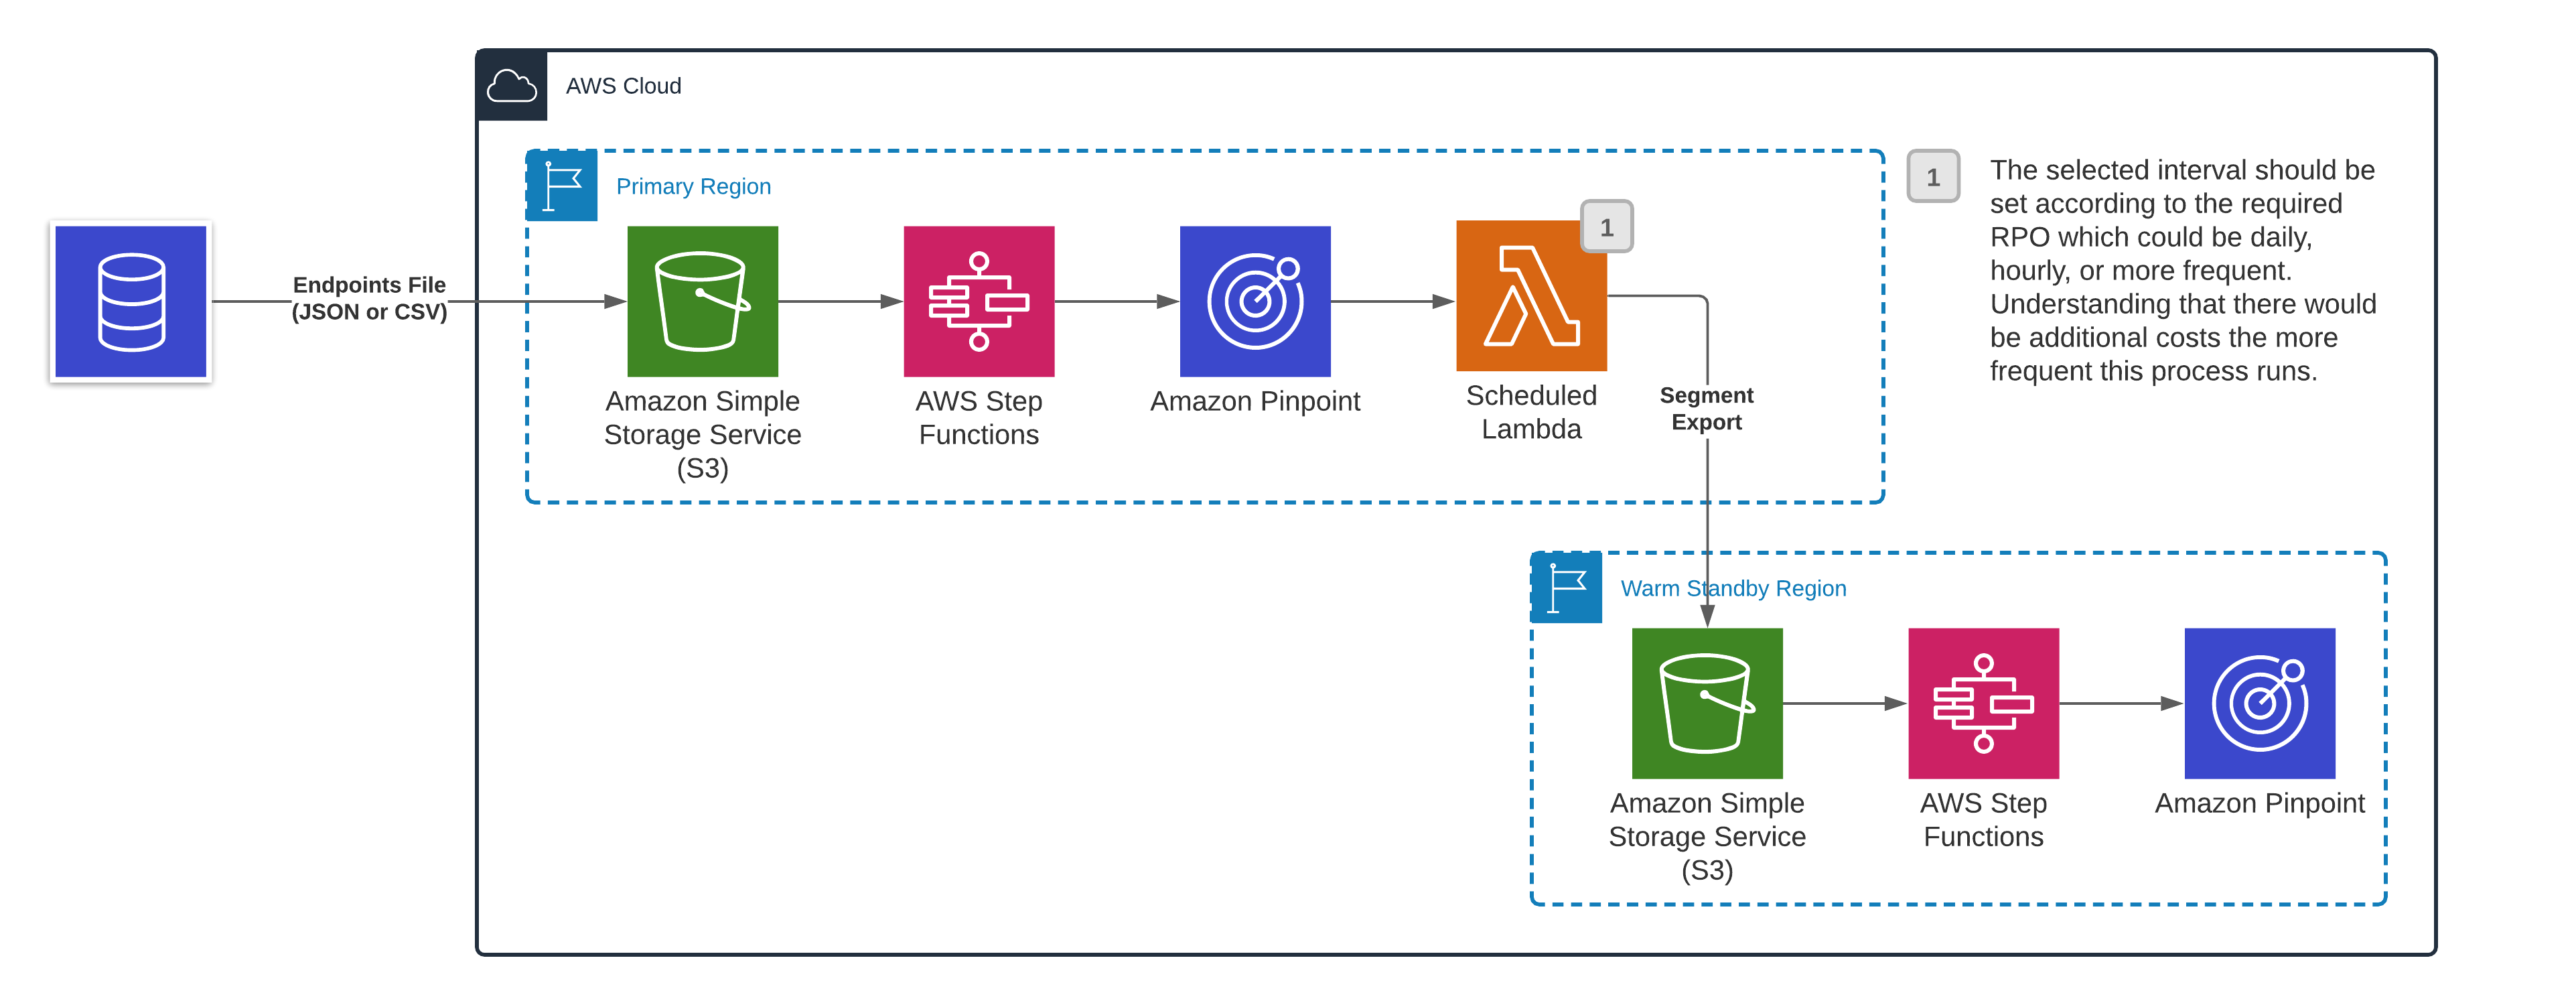 AWS Cloud
Primary Region
1
The selected interval should be
set according to the required
RPO which could be daily,
hourly, or more frequent.
Understanding that there would
be additional costs the more
frequent this process runs.
1
Endpoints File
(JSON or CSV)
Amazon Simple
Storage Service
(S3)
AWS Step
Functions
Amazon Pinpoint
Scheduled
Lambda
Segment
Export
Warm Standby Region
Amazon Simple
Storage Service
(S3)
AWS Step
Functions
Amazon Pinpoint